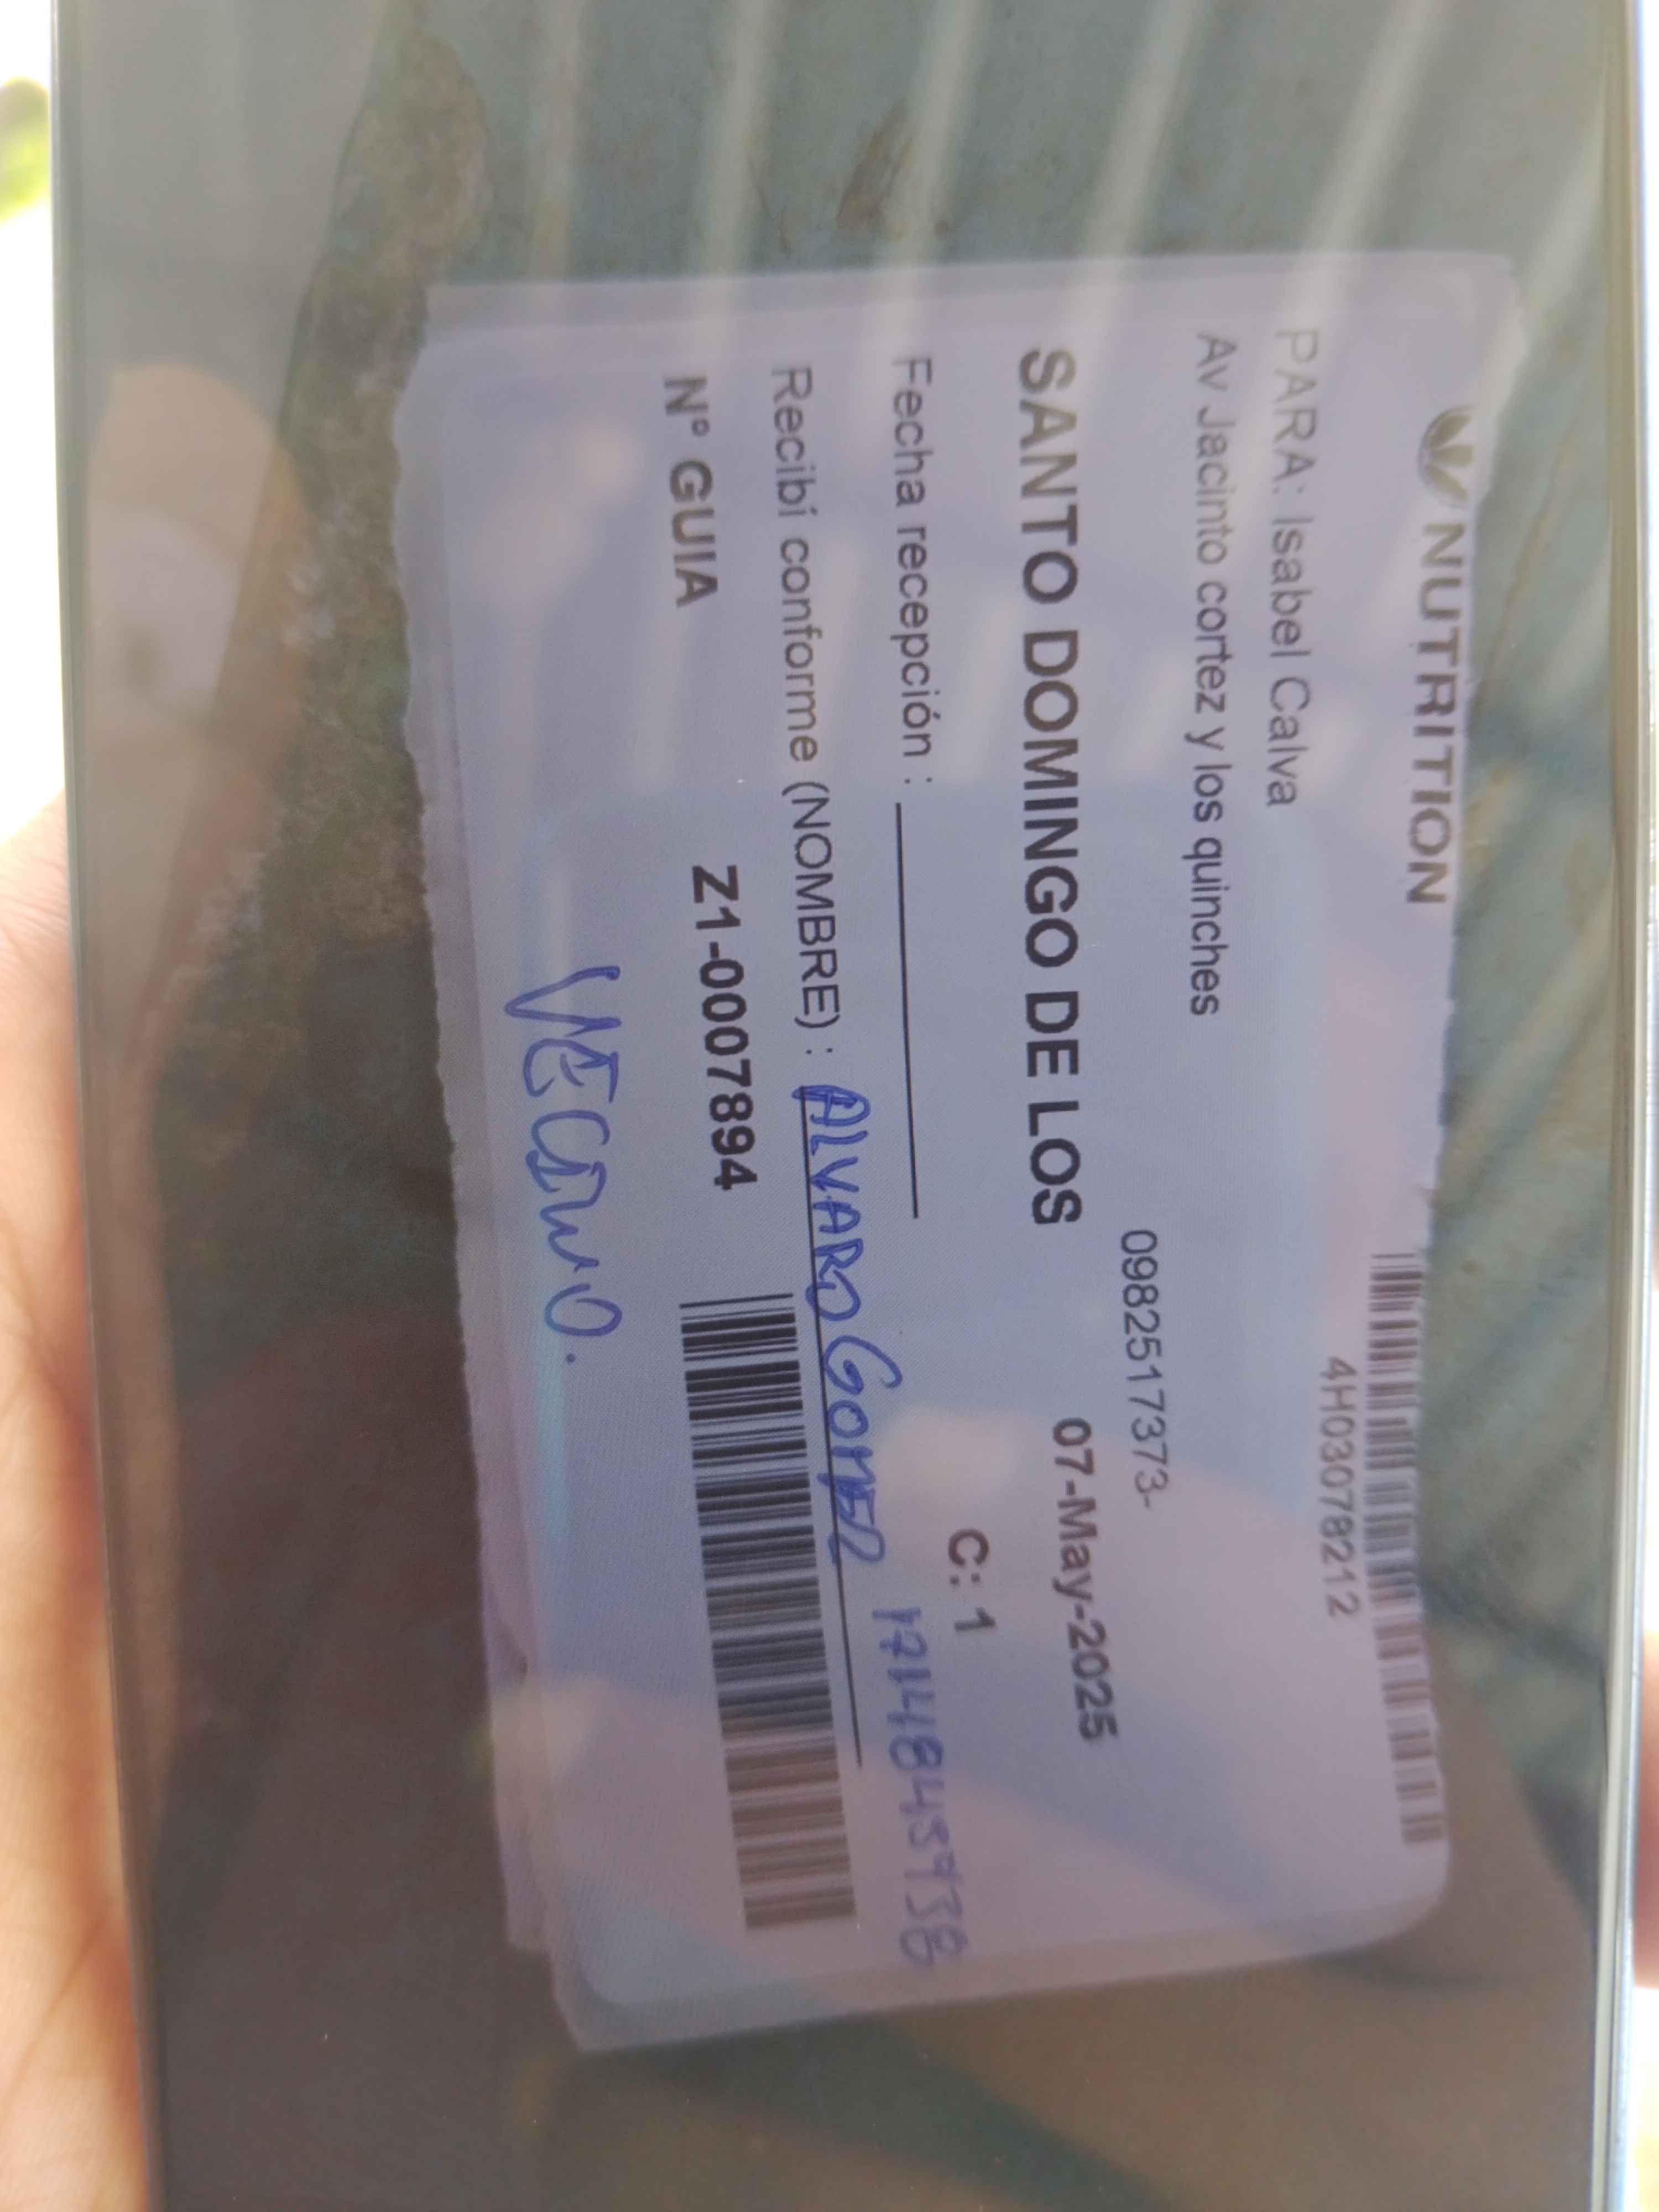 NUTRITION
4H03078212
PARA: Isabel Calva
Av Jacinto cortez y los quinches
0982517373-
SANTO DOMINGO DE LOS 07-May-2025
Fecha recepción : C: 1
Recibí conforme (NOMBRE) : ALVARO GOMEZ 1714484593B
Nº GUIA Z1-0007894
VECINO.